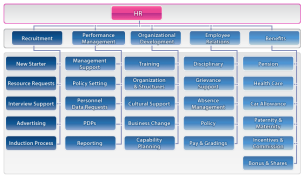 HR
Recruitment
Performance
Management
Organizational
Development
Employee
Relations
Benefits
New Starter
Resource Requests
Interview Support
Advertising
Induction Process
Management
Support
Policy Setting
Personnel
Data Requests
PDPs
Reporting
Training
Organization
& Structures
Cultural Support
Business Change
Capability
Planning
Disciplinary
Grievance
Support
Absence
Management
Policy
Pay & Gradings
Pension
Health Care
Car Allowance
Paternity &
Maternity
Incentives &
Commission
Bonus & Shares